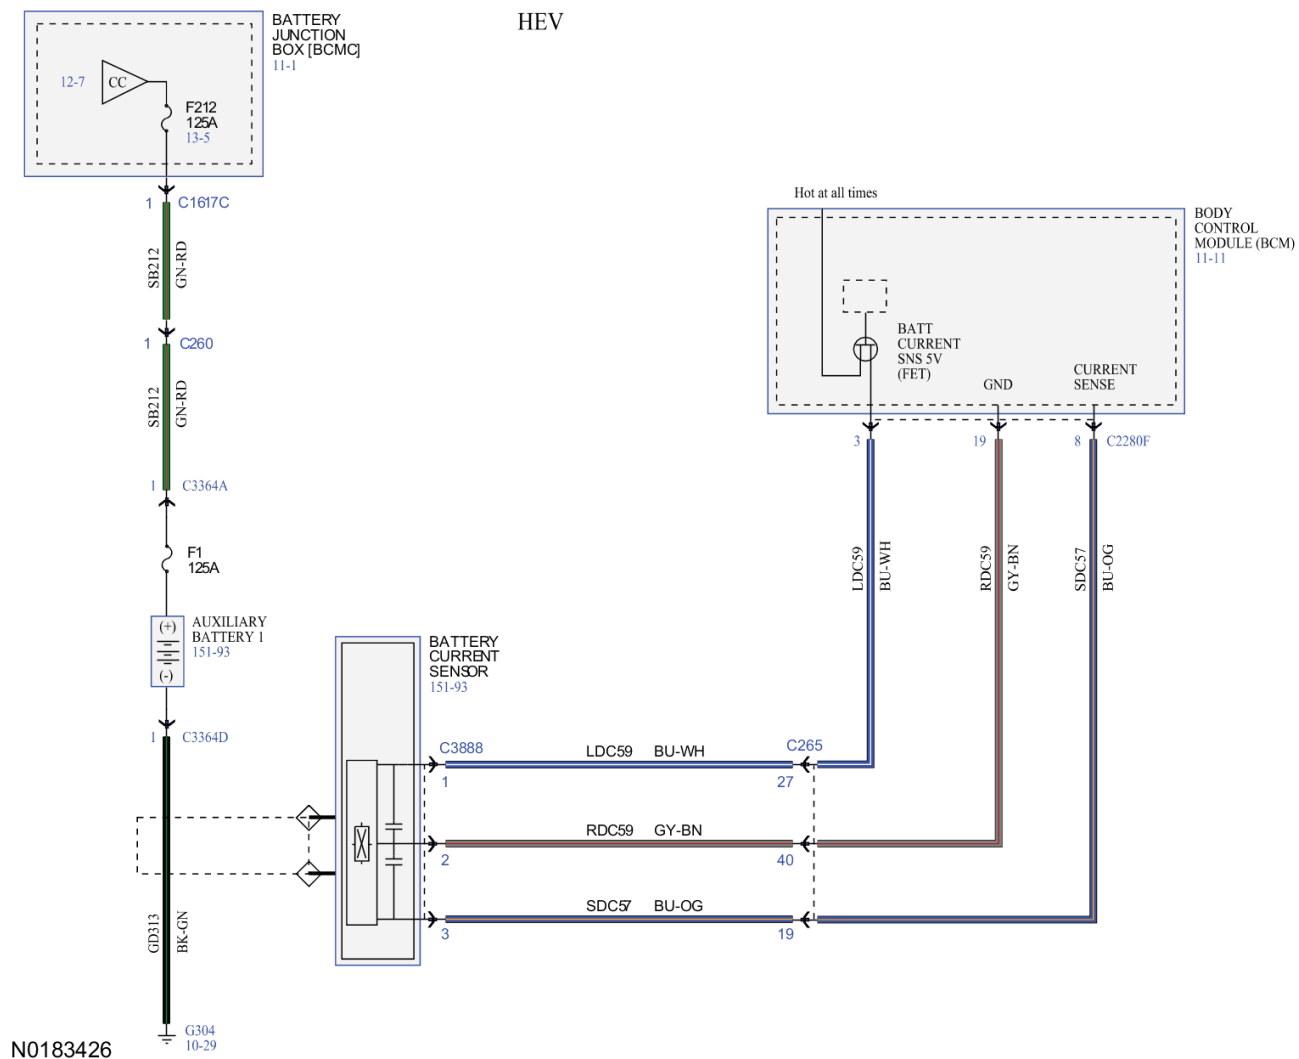 HEV
BATTERY
JUNCTION
BOX [BCMC]
11-1
12-7
CC
F212
125A
13-5
1
C1617C
SB212
GN-RD
1
C260
SB212
GN-RD
1
C3364A
F1
125A
(+)
(-)
AUXILIARY
BATTERY 1
151-93
1
C3364D
GD313
BK-GN
G304
10-29
BATTERY
CURRENT
SENSOR
151-93
C3888
1
2
3
LDC59 BU-WH
RDC59 GY-BN
SDC57 BU-OG
C265
27
40
19
Hot at all times
BODY
CONTROL
MODULE (BCM)
11-11
BATT
CURRENT
SNS 5V
(FET)
GND
CURRENT
SENSE
3
19
8
C2280F
LDC59
BU-WH
RDC59
GY-BN
SDC57
BU-OG
N0183426